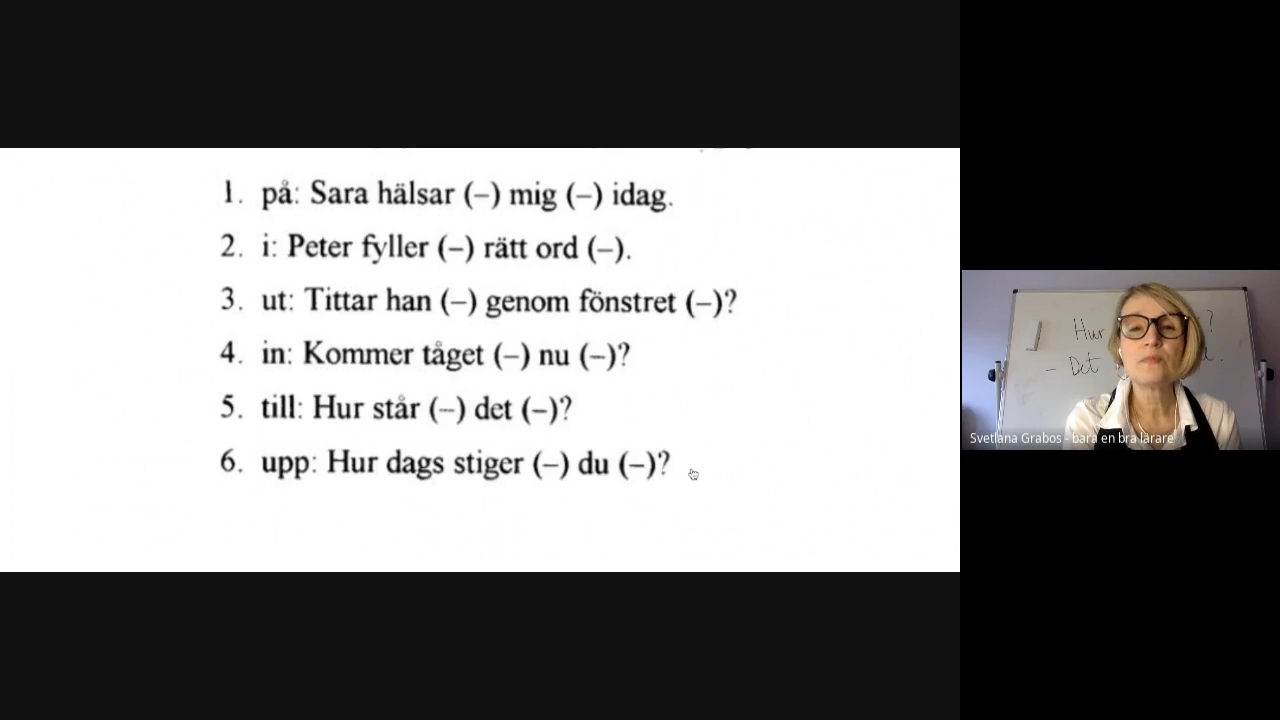 1. på: Sara hälsar (–) mig (–) idag.
2. i: Peter fyller (–) rätt ord (–).
3. ut: Tittar han (–) genom fönstret (–)?
4. in: Kommer tåget (–) nu (–)?
5. till: Hur står (–) det (–)?
6. upp: Hur dags stiger (–) du (–)?
Hur ?
– Det
Svetlana Grabos - bara en bra lärare